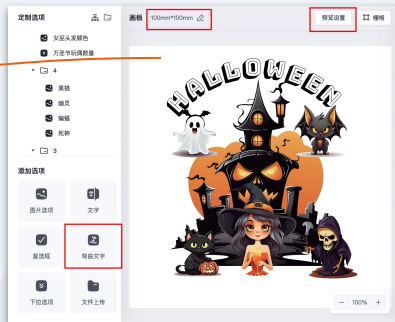 定制选项
画板 100mm*100mm
预览设置
栅格
女巫头发颜色
万圣节玩偶数量
4
黑猫
幽灵
蝙蝠
死神
3
添加选项
图片选项
文字
复选框
弯曲文字
下拉选项
文件上传
HALLOWEEN
− 100% +